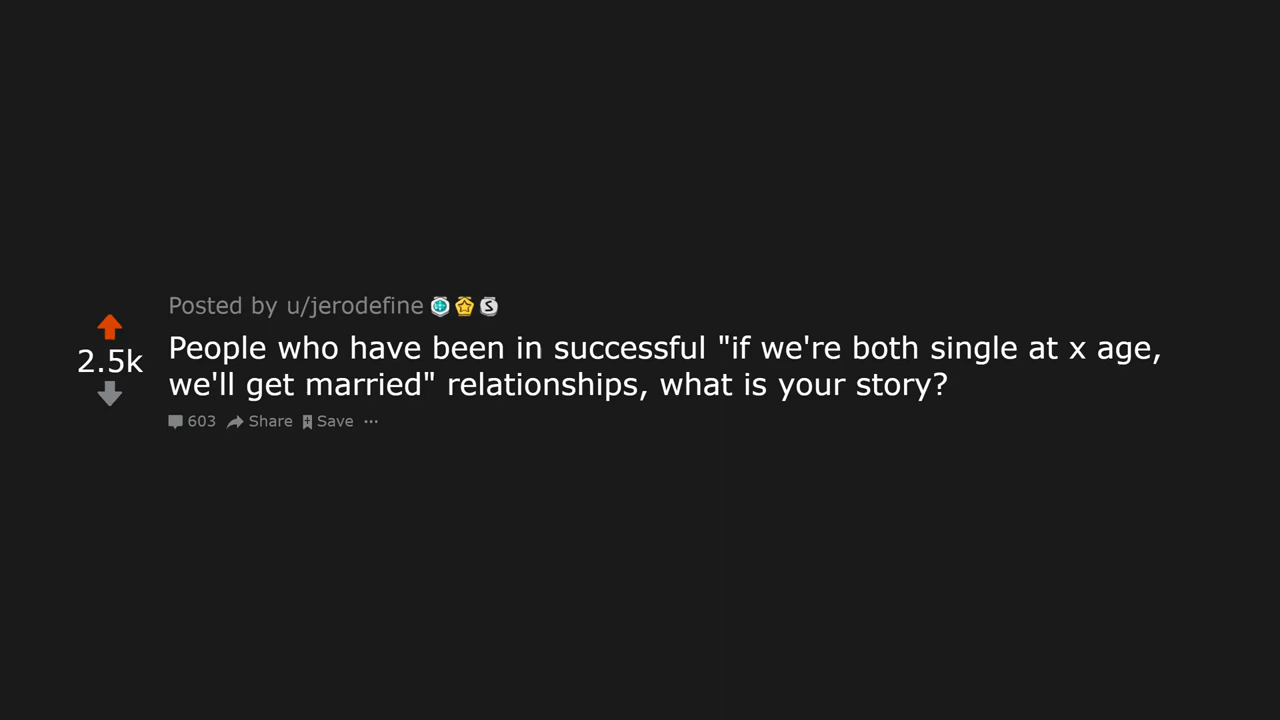 Posted by u/jerodefine
2.5k
People who have been in successful "if we're both single at x age,
we'll get married" relationships, what is your story?
603 Share Save ···